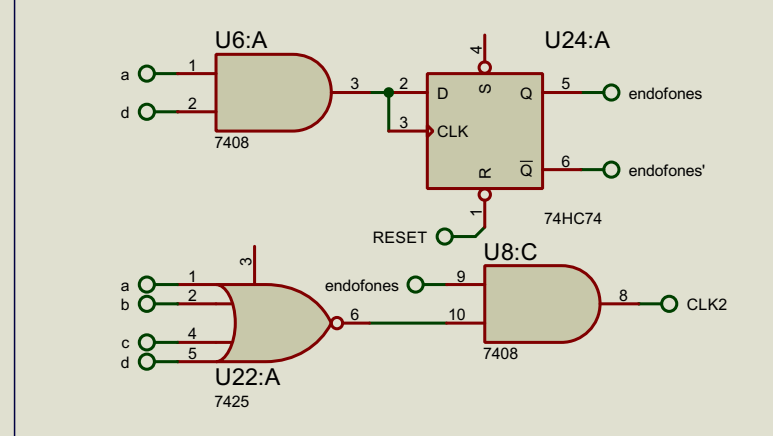 U6:A
U24:A
a 1
d 2
3
7408
4
2 D S Q 5 endofones
3 CLK
R Q 6 endofones'
1
74HC74
RESET
U8:C
3
a 1
b 2
c 4
d 5
6
U22:A
7425
endofones 9
10
8 CLK2
7408